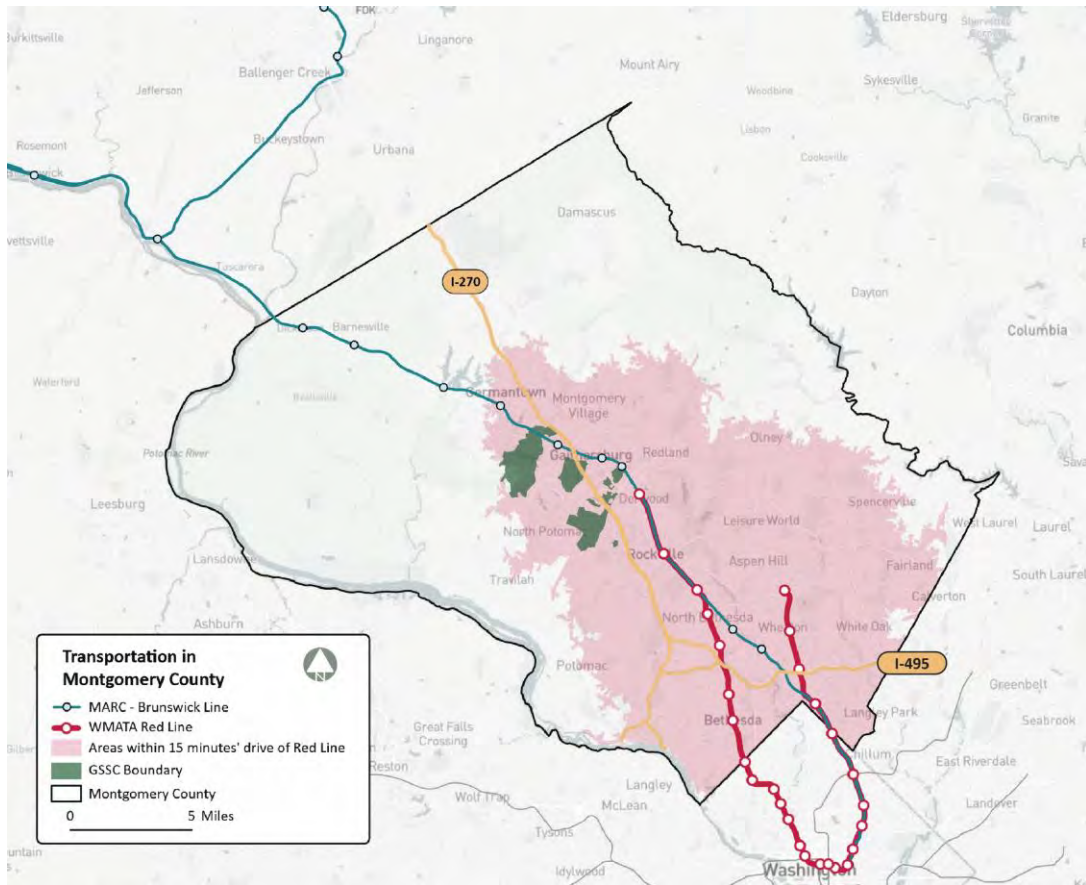 FDK
Eldersburg
Burkittsville
Linganore
Mount Airy
Ballenger Creek
Sykesville
Jefferson
Woodbine
Granite
Buckeystown
Lisbon
Rosemont
Urbana
Cooksville
Damascus
Tuscarora
I-270
Dayton
Columbia
Barnesville
Waterford
Germantown
Montgomery
Village
Olney
Potomac River
Gaithersburg
Redland
Leesburg
Derwood
Spencerville
North Potomac
Leisure World
West Laurel
Laurel
Lansdowne
Rockville
Aspen Hill
Fairland
Travilah
South Laurel
Calverton
Ashburn
North Bethesda
Wheaton
White Oak
Potomac
I-495
Greenbelt
Great Falls
Crossing
Bethesda
Langley Park
Seabrook
Reston
Chillum
East Riverdale
Langley
Wolf Trap
McLean
Landover
Tysons
Idylwood
Washington
Transportation in
Montgomery County
N
MARC - Brunswick Line
WMATA Red Line
Areas within 15 minutes' drive of Red Line
GSSC Boundary
Montgomery County
0 5 Miles